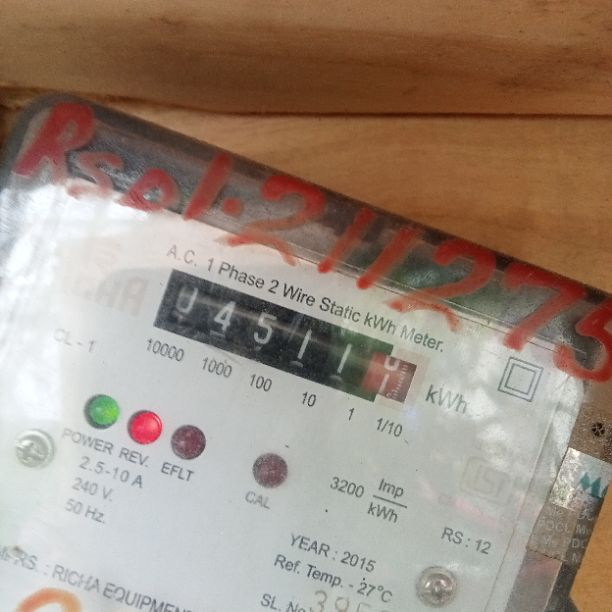 Rsel.211275
A.C. 1 Phase 2 Wire Static kWh Meter.
04511
CL - 1
10000 1000 100 10 1 1/10 kWh
POWER REV. EFLT
2.5-10 A
240 V.
50 Hz.
CAL
3200 Imp/kWh
RS : 12
YEAR : 2015
Ref. Temp. - 27°C
MFRS. : RICHA EQUIPMEN
SL. No.